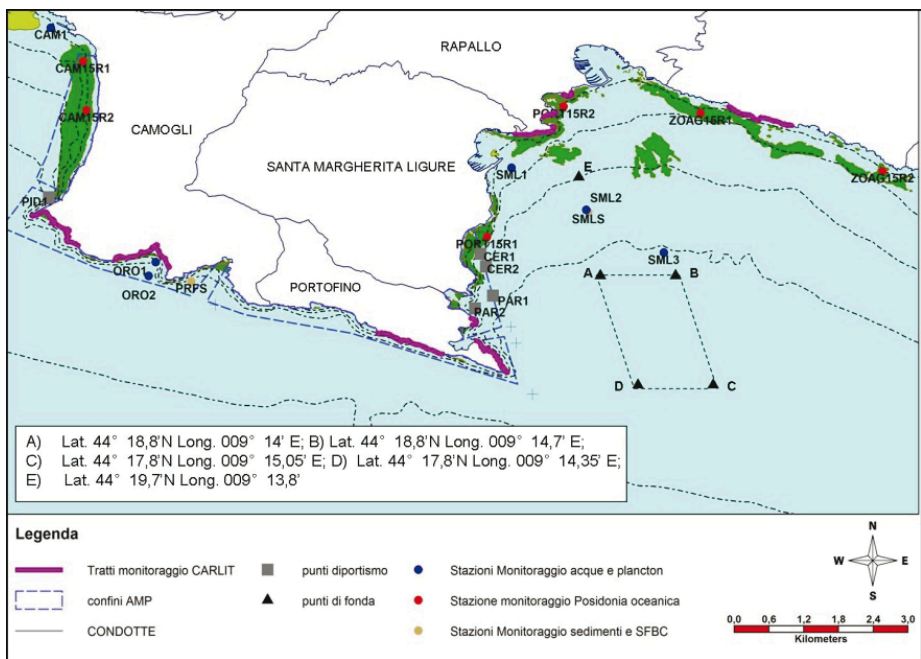 CAM1
RAPALLO
CAM15R1
CAM15R2
CAMOGLI
PORT15R2
ZOAG16R1
SANTA MARGHERITA LIGURE
SML1
E
ZOAG15R2
PID1
SML2
SMLS
PORT15R1
CER1
CER2
SML3
ORO1
ORO2
PRFS
PORTOFINO
PAR1
PAR2
A
B
D
C
A) Lat. 44° 18,8'N Long. 009° 14' E; B) Lat. 44° 18,8'N Long. 009° 14,7' E;
C) Lat. 44° 17,8'N Long. 009° 15,05' E; D) Lat. 44° 17,8'N Long. 009° 14,35' E;
E) Lat. 44° 19,7'N Long. 009° 13,8'
Legenda
Tratti monitoraggio CARLIT
confini AMP
CONDOTTE
punti diportismo
punti di fonda
Stazioni Monitoraggio acque e plancton
Stazione monitoraggio Posidonia oceanica
Stazioni Monitoraggio sedimenti e SFBC
N
W E
S
0,0 0,6 1,2 1,8 2,4 3,0
Kilometers